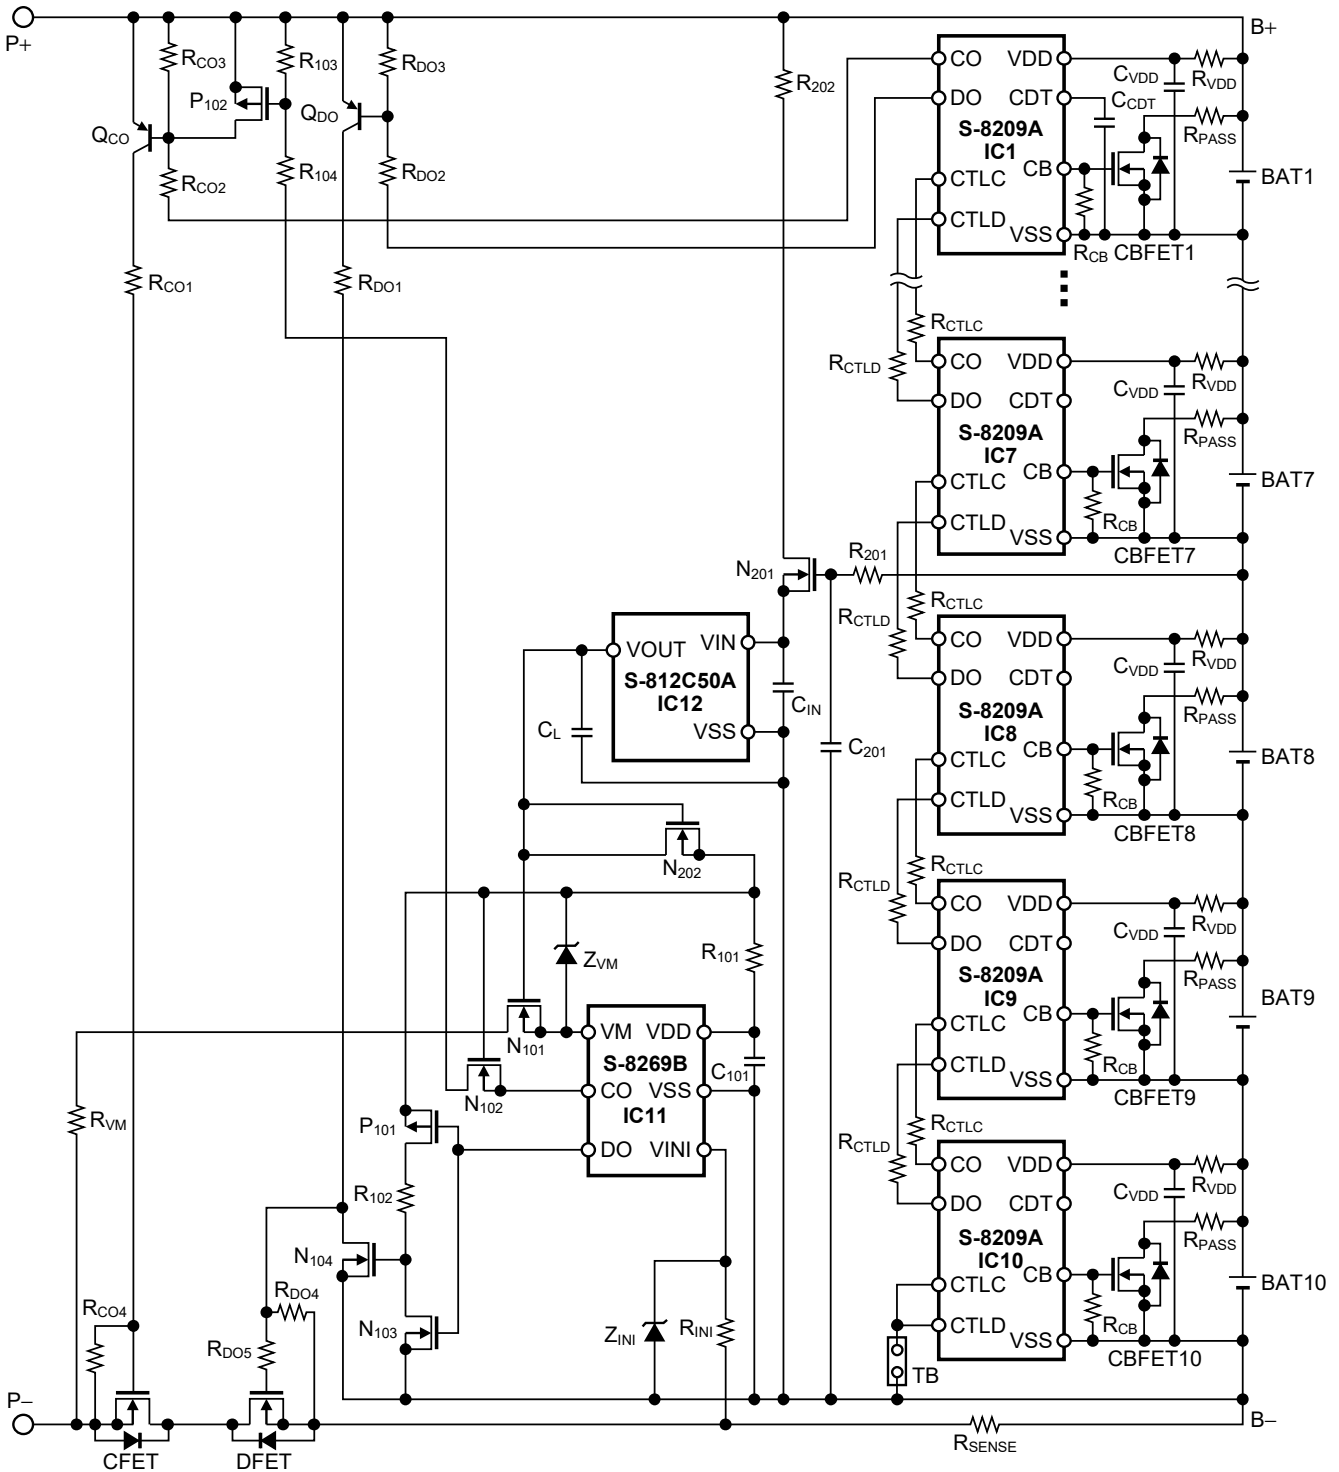 P+
B+
RCO3
R103
RDO3
R202
CO
VDD
CVDD
RVDD
P102
QDO
DO
CDT
CCDT
QCO
S-8209A
IC1
RPASS
RCO2
R104
RDO2
CB
BAT1
CTLC
CTLD
VSS
RCB
CBFET1
RCO1
RDO1
RCTLC
RCTLD
CO
VDD
CVDD
RVDD
DO
CDT
S-8209A
IC7
RPASS
CB
BAT7
CTLC
CTLD
RCB
VSS
CBFET7
N201
R201
RCTLC
RCTLD
VOUT
VIN
S-812C50A
IC12
VSS
CIN
CL
C201
CO
VDD
CVDD
RVDD
DO
CDT
S-8209A
IC8
RPASS
CB
BAT8
CTLC
CTLD
RCB
VSS
CBFET8
N202
RCTLC
RCTLD
CO
VDD
CVDD
RVDD
DO
CDT
S-8209A
IC9
RPASS
CB
BAT9
CTLC
CTLD
RCB
VSS
CBFET9
ZVM
R101
N101
VM
VDD
S-8269B
C101
N102
CO
VSS
IC11
DO
VINI
RVM
P101
R102
RCTLC
RCTLD
CO
VDD
CVDD
RVDD
DO
CDT
S-8209A
IC10
RPASS
CB
BAT10
CTLC
CTLD
RCB
VSS
CBFET10
N104
RDO4
RCO4
N103
RDO5
ZINI
RINI
TB
P−
B−
CFET
DFET
RSENSE